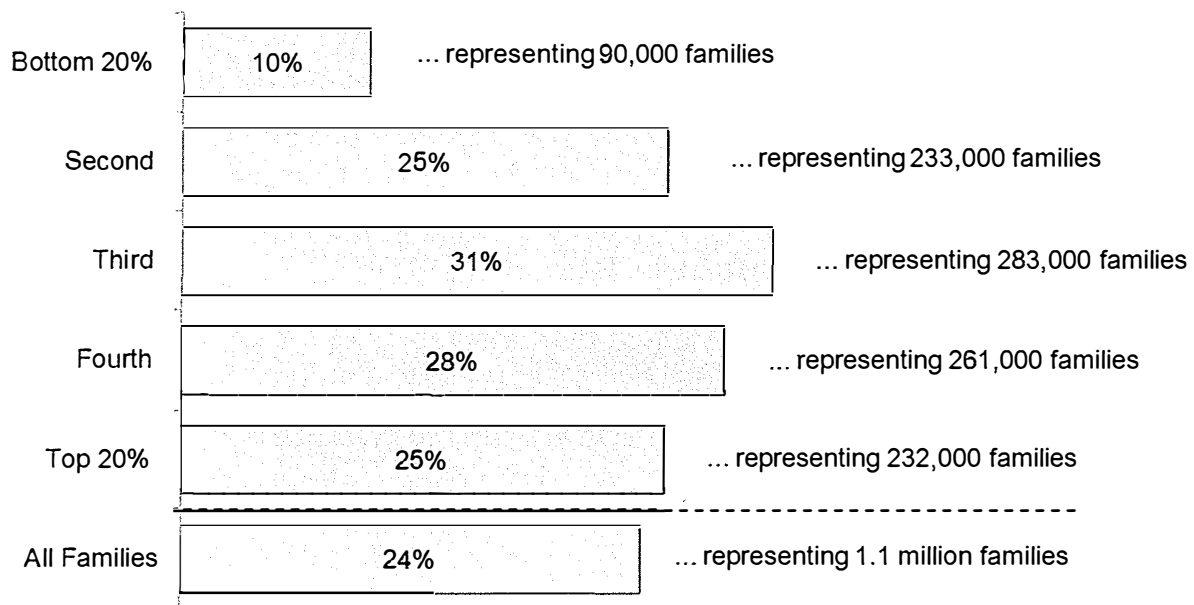 Bottom 20% 10% ... representing 90,000 families
Second 25% ... representing 233,000 families
Third 31% ... representing 283,000 families
Fourth 28% ... representing 261,000 families
Top 20% 25% ... representing 232,000 families
All Families 24% ... representing 1.1 million families